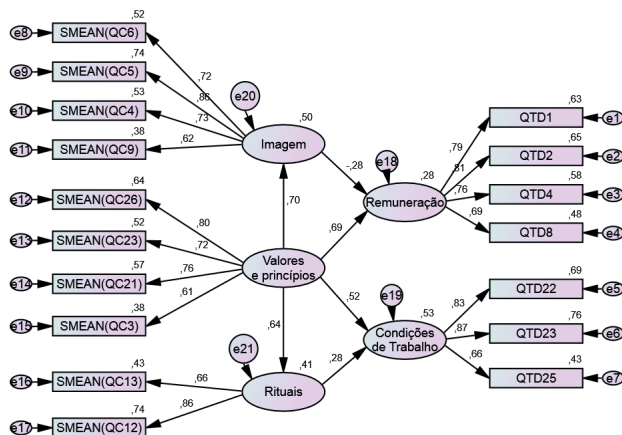 ,52
e8 SMEAN(QC6)
,74
e9 SMEAN(QC5)
,53
e10 SMEAN(QC4)
,38
e11 SMEAN(QC9)
,72
,86
,73
,62
e20
,50
Imagem
,64
e12 SMEAN(QC26)
,52
e13 SMEAN(QC23)
,57
e14 SMEAN(QC21)
,38
e15 SMEAN(QC3)
,80
,72
,76
,61
,70
Valores
e princípios
,64
-,28
,69
,52
e18
,28
Remuneração
,79
,81
,76
,69
,63
QTD1 e1
,65
QTD2 e2
,58
QTD4 e3
,48
QTD8 e4
e19
,53
Condições
de Trabalho
,83
,87
,66
,69
QTD22 e5
,76
QTD23 e6
,43
QTD25 e7
,43
e16 SMEAN(QC13)
,74
e17 SMEAN(QC12)
,66
,86
e21
,41
Rituais
,28